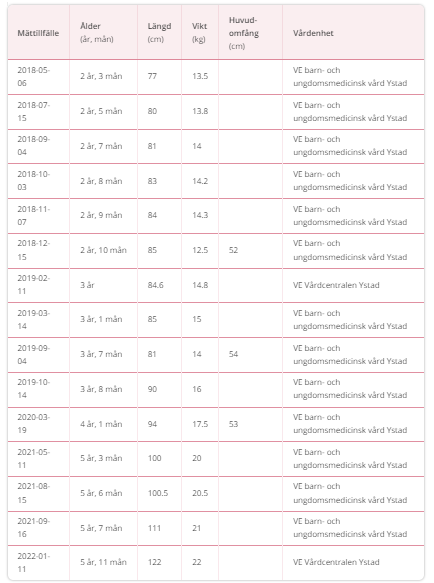 Mättillfälle Ålder (år, mån) Längd (cm) Vikt (kg) Huvud-omfång (cm) Vårdenhet
2018-05-06 2 år, 3 mån 77 13.5 VE barn- och ungdomsmedicinsk vård Ystad
2018-07-15 2 år, 5 mån 80 13.8 VE barn- och ungdomsmedicinsk vård Ystad
2018-09-04 2 år, 7 mån 81 14 VE barn- och ungdomsmedicinsk vård Ystad
2018-10-03 2 år, 8 mån 83 14.2 VE barn- och ungdomsmedicinsk vård Ystad
2018-11-07 2 år, 9 mån 84 14.3 VE barn- och ungdomsmedicinsk vård Ystad
2018-12-15 2 år, 10 mån 85 12.5 52 VE barn- och ungdomsmedicinsk vård Ystad
2019-02-11 3 år 84.6 14.8 VE Vårdcentralen Ystad
2019-03-14 3 år, 1 mån 85 15 VE barn- och ungdomsmedicinsk vård Ystad
2019-09-04 3 år, 7 mån 81 14 54 VE barn- och ungdomsmedicinsk vård Ystad
2019-10-14 3 år, 8 mån 90 16 VE barn- och ungdomsmedicinsk vård Ystad
2020-03-19 4 år, 1 mån 94 17.5 53 VE barn- och ungdomsmedicinsk vård Ystad
2021-05-11 5 år, 3 mån 100 20 VE barn- och ungdomsmedicinsk vård Ystad
2021-08-15 5 år, 6 mån 100.5 20.5 VE barn- och ungdomsmedicinsk vård Ystad
2021-09-16 5 år, 7 mån 111 21 VE barn- och ungdomsmedicinsk vård Ystad
2022-01-11 5 år, 11 mån 122 22 VE Vårdcentralen Ystad